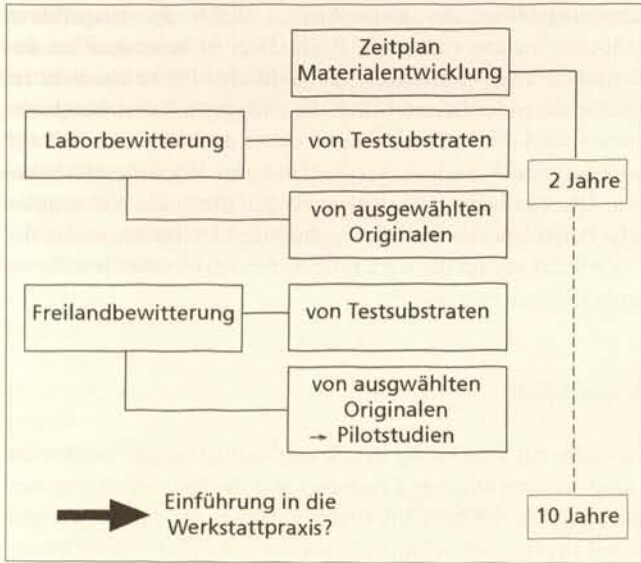 Zeitplan
Materialentwicklung
Laborbewitterung
von Testsubstraten
2 Jahre
von ausgewählten
Originalen
Freilandbewitterung
von Testsubstraten
von ausgwählten
Originalen
→ Pilotstudien
Einführung in die
Werkstattpraxis?
10 Jahre